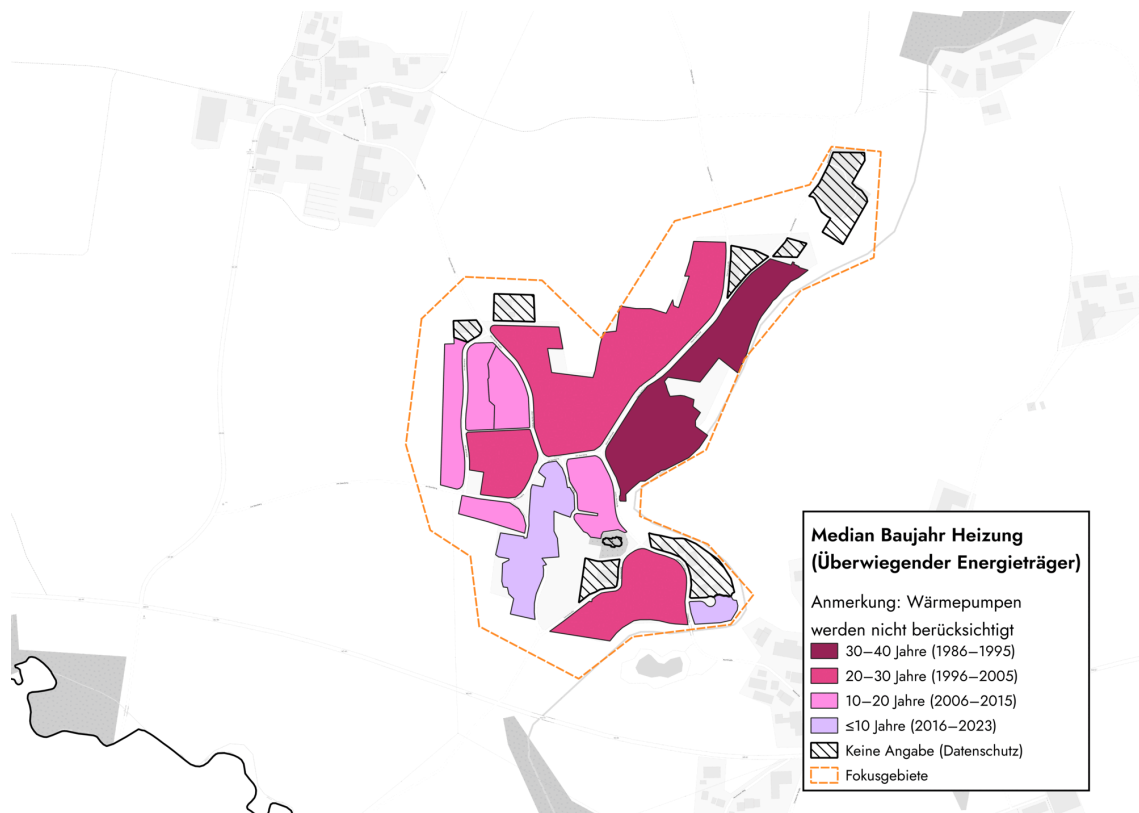 Median Baujahr Heizung
(Überwiegender Energieträger)
Anmerkung: Wärmepumpen
werden nicht berücksichtigt
30–40 Jahre (1986–1995)
20–30 Jahre (1996–2005)
10–20 Jahre (2006–2015)
≤10 Jahre (2016–2023)
Keine Angabe (Datenschutz)
Fokusgebiete